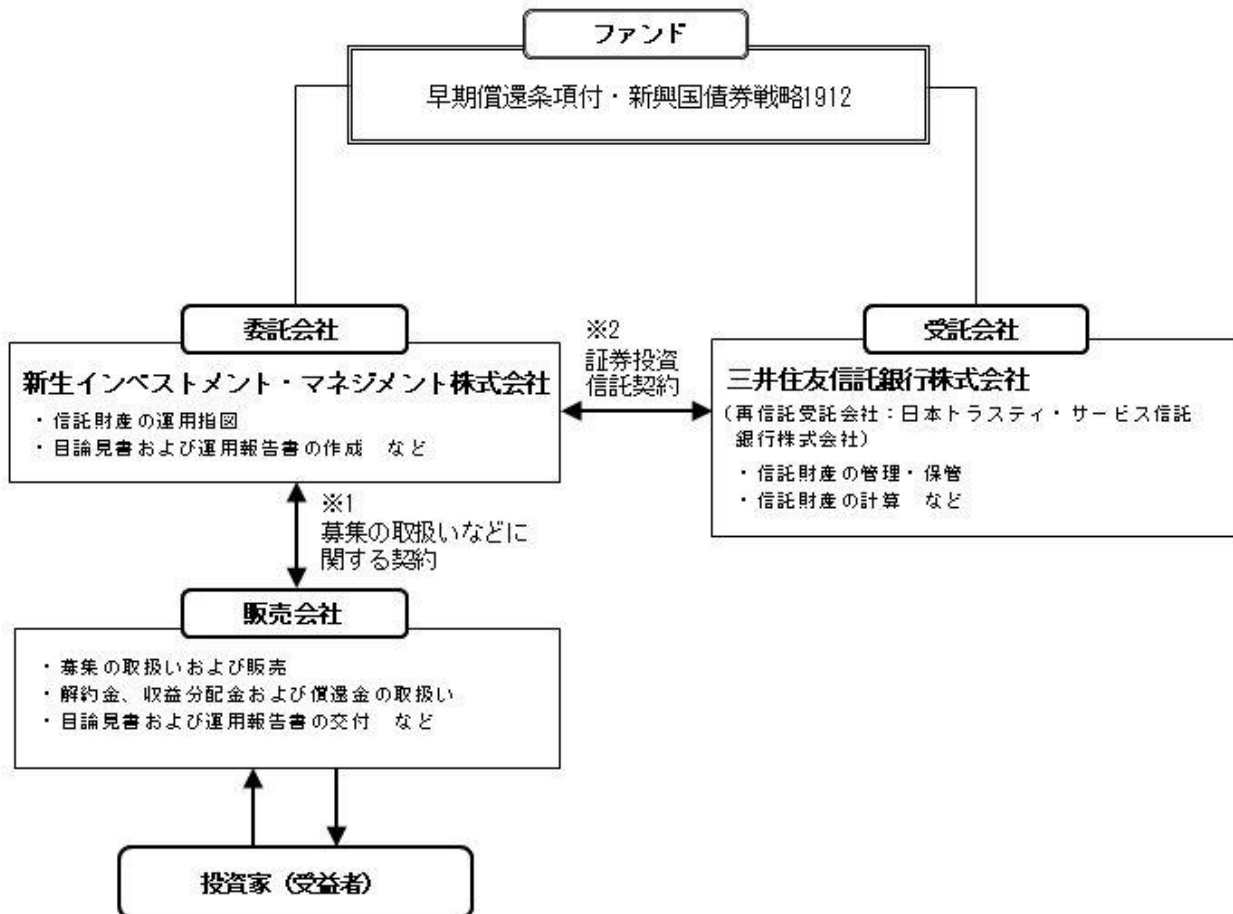 ファンド
早期償還条項付・新興国債券戦略1912
委託会社
新生インベストメント・マネジメント株式会社
・信託財産の運用指図
・目論見書および運用報告書の作成　など
※2
証券投資
信託契約
受託会社
三井住友信託銀行株式会社
（再信託受託会社：日本トラスティ・サービス信託
銀行株式会社）
・信託財産の管理・保管
・信託財産の計算　など
※1
募集の取扱いなどに
関する契約
販売会社
・募集の取扱いおよび販売
・解約金、収益分配金および償還金の取扱い
・目論見書および運用報告書の交付　など
投資家（受益者）